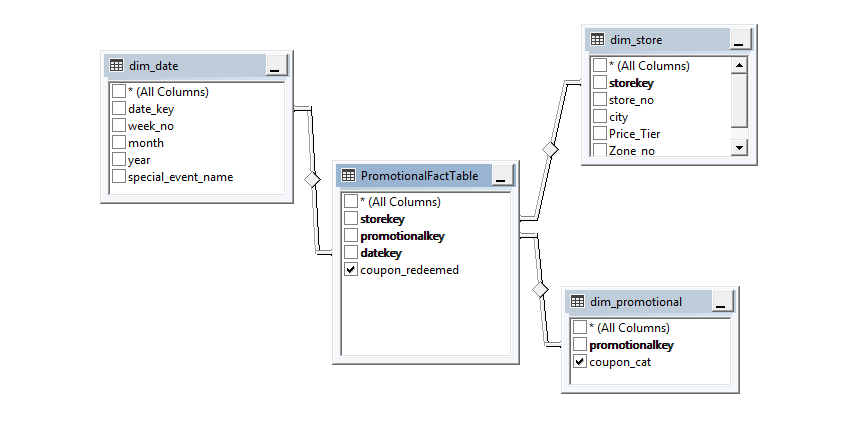 dim_date
* (All Columns)
date_key
week_no
month
year
special_event_name
PromotionalFactTable
* (All Columns)
storekey
promotionalkey
datekey
coupon_redeemed
dim_store
* (All Columns)
storekey
store_no
city
Price_Tier
Zone_no
dim_promotional
* (All Columns)
promotionalkey
coupon_cat